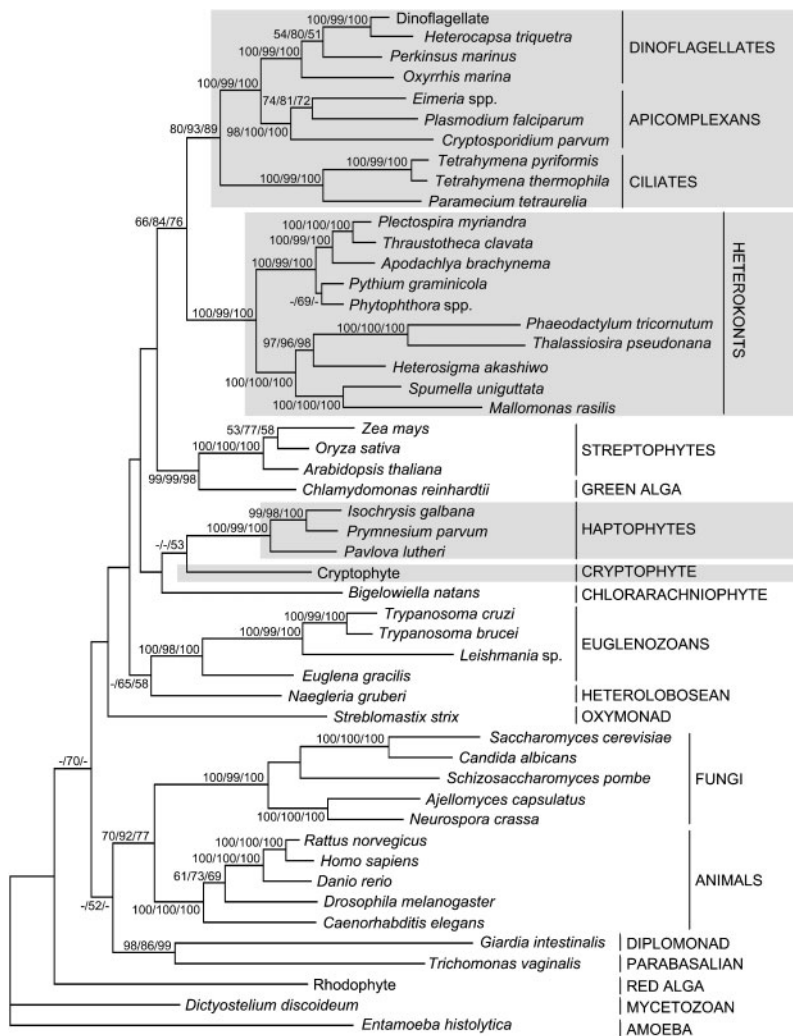 100/99/100 Dinoflagellate
54/80/51 Heterocapsa triquetra
100/99/100 Perkinsus marinus DINOFLAGELLATES
100/99/100 Oxyrrhis marina
74/81/72 Eimeria spp.
80/93/89 Plasmodium falciparum APICOMPLEXANS
98/100/100 Cryptosporidium parvum
100/99/100 Tetrahymena pyriformis
100/99/100 Tetrahymena thermophila CILIATES
Paramecium tetraurelia
66/84/76 100/100/100 Plectospira myriandra
100/99/100 Thraustotheca clavata
100/99/100 Apodachlya brachynema
Pythium graminicola
-/69/- Phytophthora spp.
100/99/100 100/100/100 Phaeodactylum tricornutum HETEROKONTS
97/96/98 Thalassiosira pseudonana
Heterosigma akashiwo
100/100/100 Spumella uniguttata
100/100/100 Mallomonas rasilis
53/77/58 Zea mays
100/100/100 Oryza sativa STREPTOPHYTES
99/99/98 Arabidopsis thaliana
Chlamydomonas reinhardtii GREEN ALGA
99/98/100 Isochrysis galbana
100/99/100 Prymnesium parvum HAPTOPHYTES
-/-/53 Pavlova lutheri
Cryptophyte CRYPTOPHYTE
Bigelowiella natans CHLORARACHNIOPHYTE
100/99/100 Trypanosoma cruzi
100/99/100 Trypanosoma brucei EUGLENOZOANS
100/98/100 Leishmania sp.
-/65/58 Euglena gracilis
Naegleria gruberi HETEROLOBOSEAN
Streblomastix strix OXYMONAD
100/100/100 Saccharomyces cerevisiae
-/70/- Candida albicans
100/99/100 Schizosaccharomyces pombe FUNGI
Ajellomyces capsulatus
100/100/100 Neurospora crassa
70/92/77 100/100/100 Rattus norvegicus
100/100/100 Homo sapiens
61/73/69 Danio rerio ANIMALS
-/52/- Drosophila melanogaster
100/100/100 Caenorhabditis elegans
98/86/99 Giardia intestinalis DIPLOMONAD
Trichomonas vaginalis PARABASALIAN
Rhodophyte RED ALGA
Dictyostelium discoideum MYCETOZOAN
Entamoeba histolytica AMOEBA